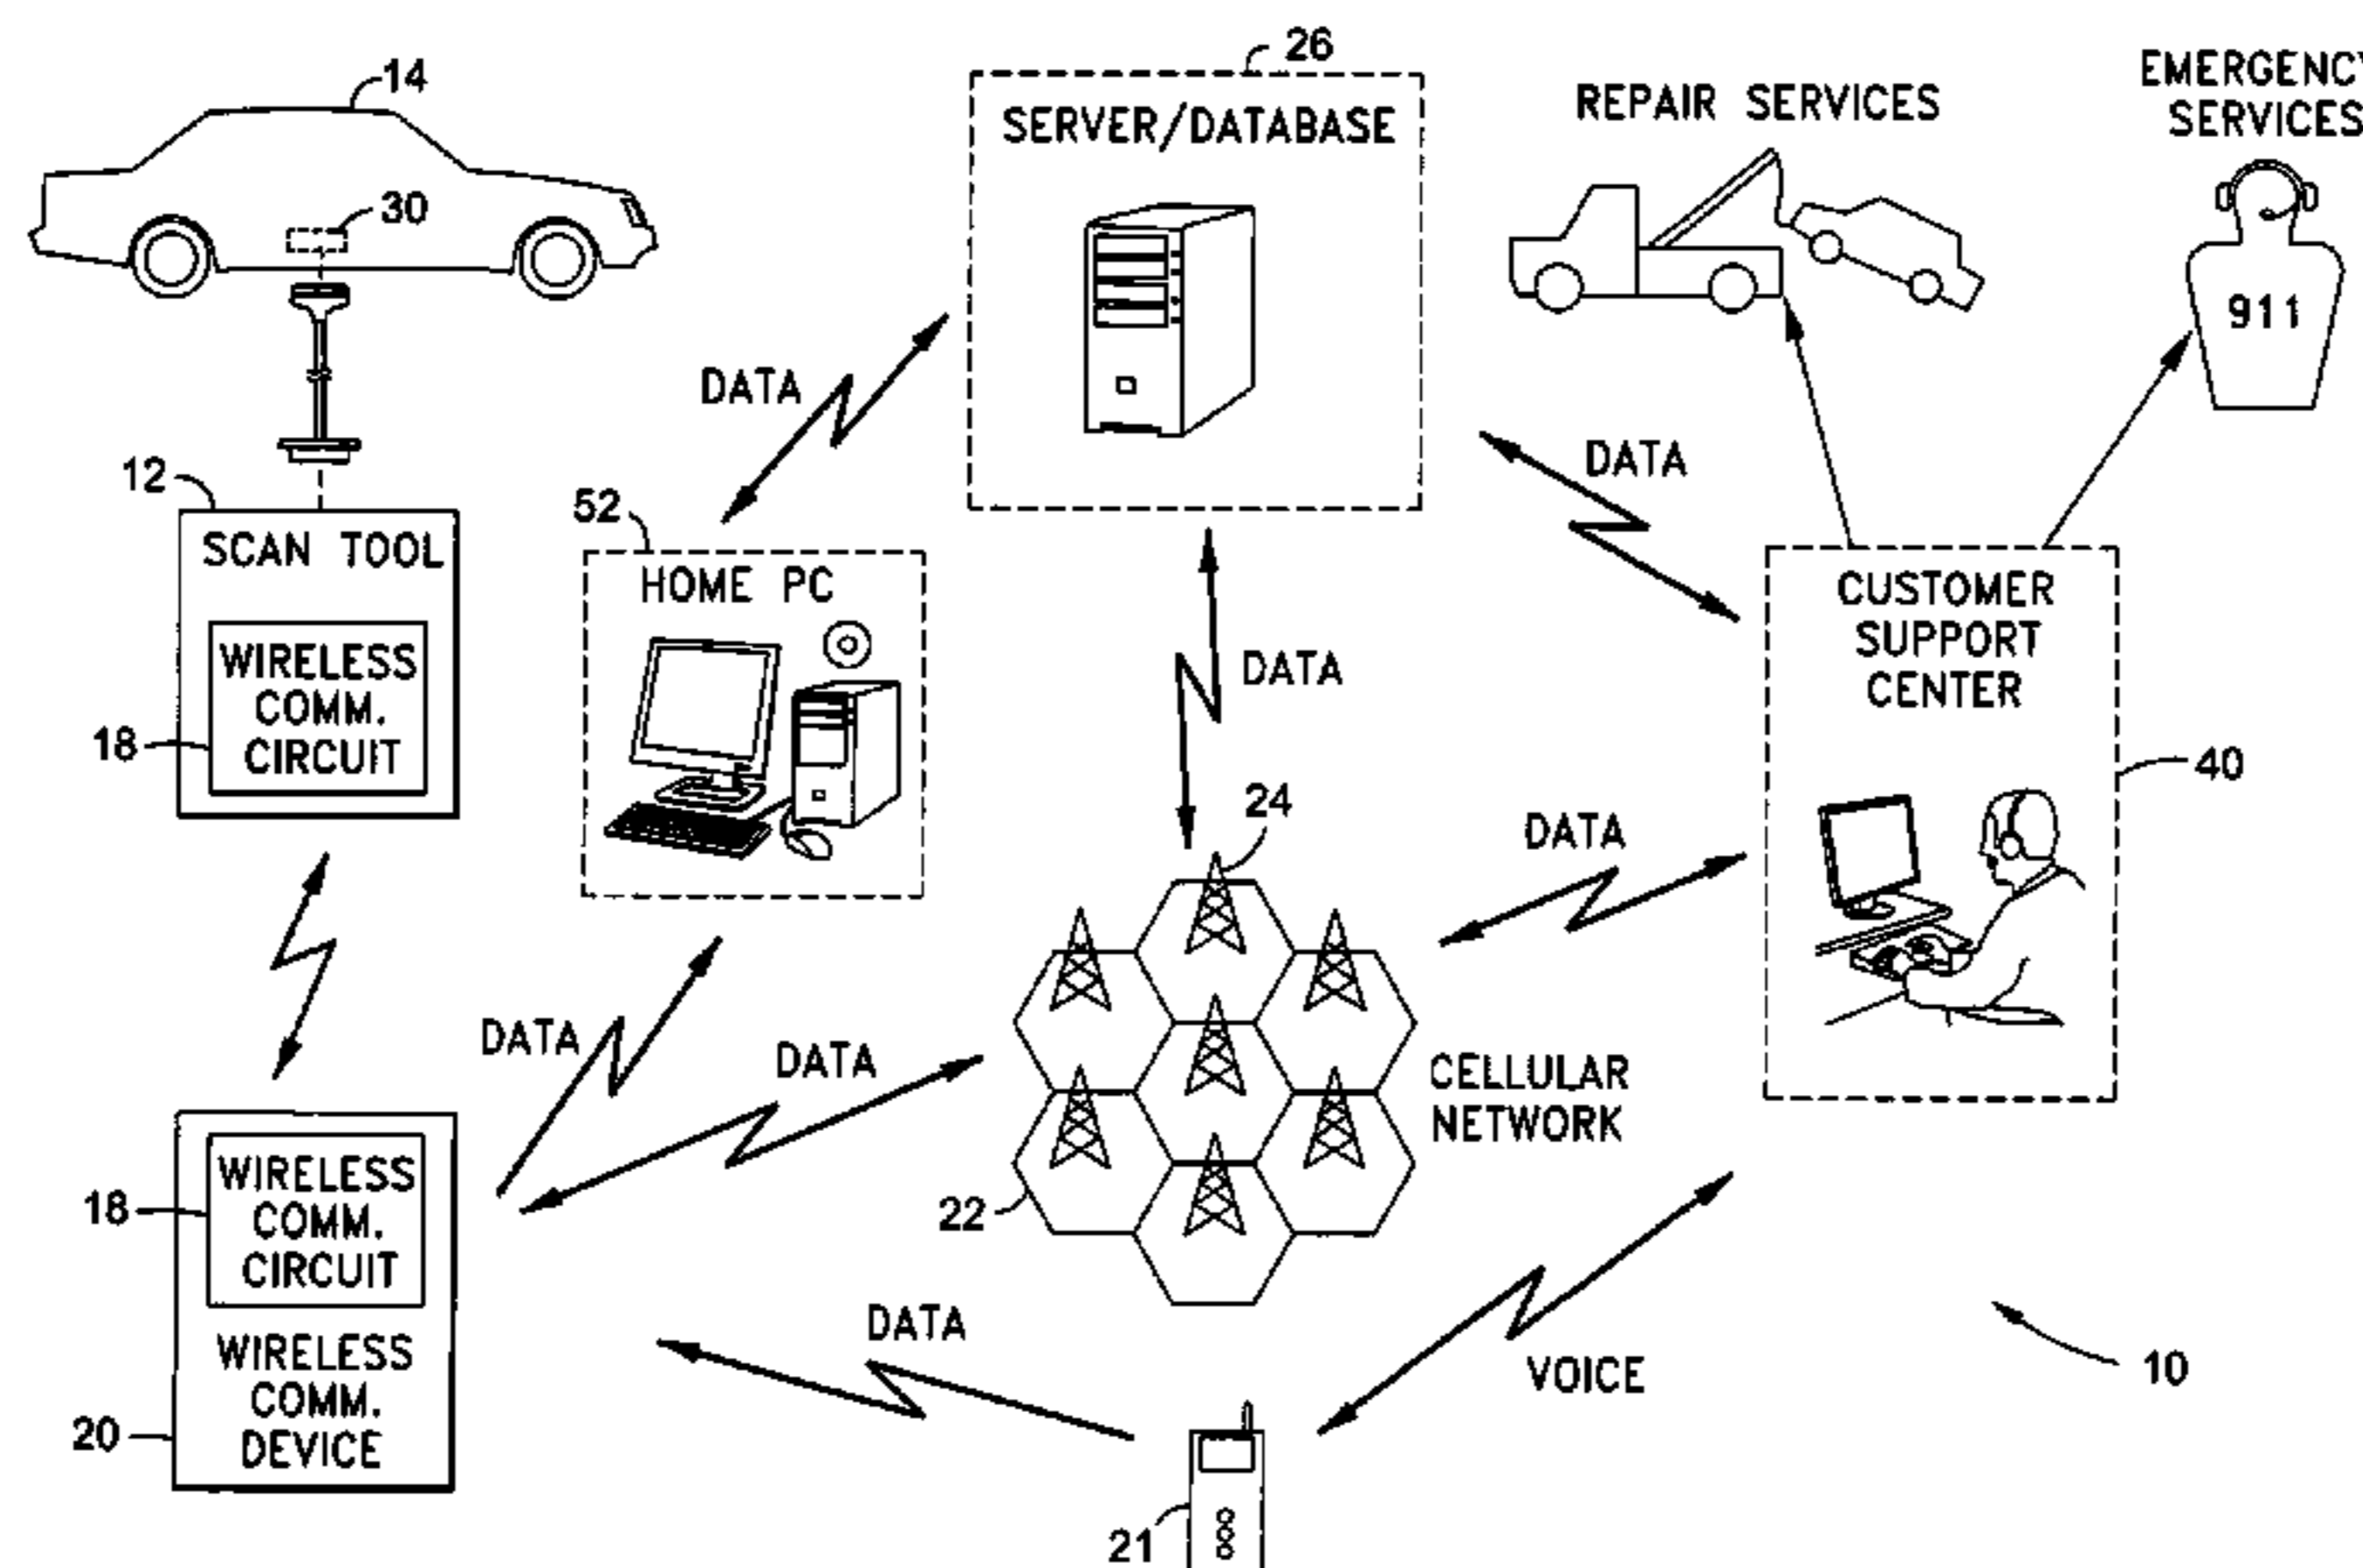 26
14
EMERGENCY
SERVICES
REPAIR SERVICES
SERVER/DATABASE
30
911
DATA
DATA
12
52
SCAN TOOL
HOME PC
CUSTOMER
SUPPORT
CENTER
WIRELESS
COMM.
CIRCUIT
18
DATA
40
24
DATA
DATA
DATA
CELLULAR
NETWORK
WIRELESS
COMM.
CIRCUIT
18
22
DATA
WIRELESS
COMM.
DEVICE
20
VOICE
10
21